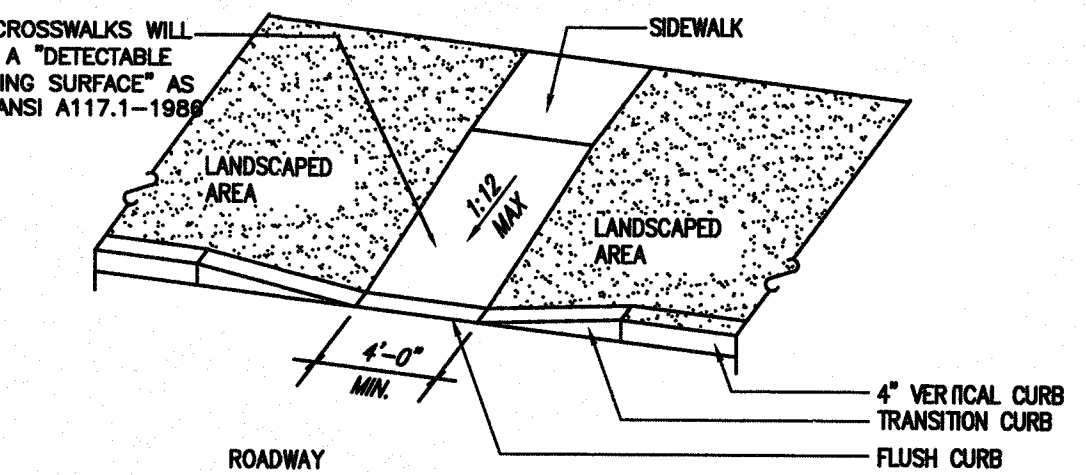 CROSSWALKS WILL
A "DETECTABLE
ING SURFACE" AS
ANSI A117.1-1986
SIDEWALK
LANDSCAPED
AREA
1:12
MAX
LANDSCAPED
AREA
4'-0"
MIN.
4" VERTICAL CURB
TRANSITION CURB
FLUSH CURB
ROADWAY